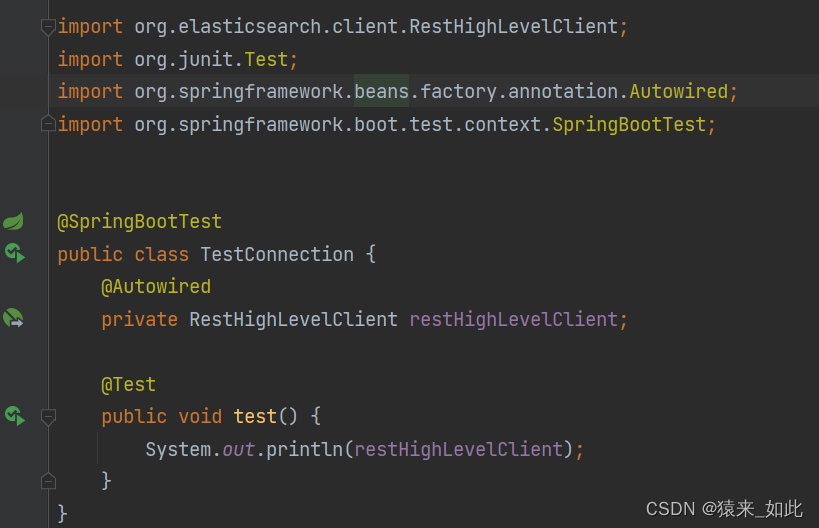 import org.elasticsearch.client.RestHighLevelClient;
import org.junit.Test;
import org.springframework.beans.factory.annotation.Autowired;
import org.springframework.boot.test.context.SpringBootTest;
@SpringBootTest
public class TestConnection {
@Autowired
private RestHighLevelClient restHighLevelClient;
@Test
public void test() {
System.out.println(restHighLevelClient);
}
}
CSDN @猿来_如此